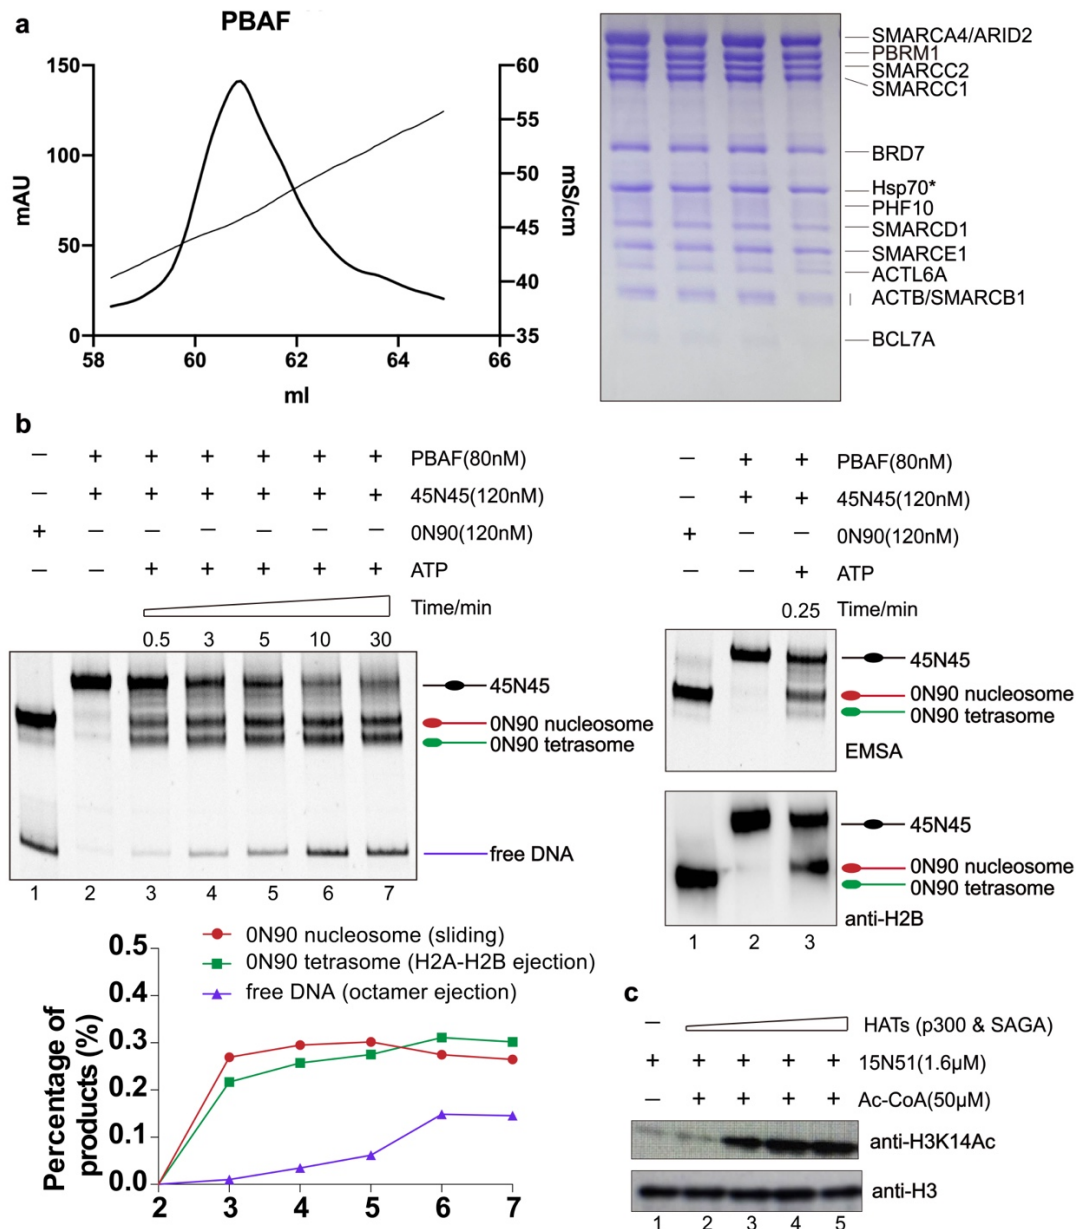 a
PBAF
150
100
50
0
mAU
60
55
50
45
40
35
mS/cm
58 60 62 64 66
ml
SMARCA4/ARID2
PBRM1
SMARCC2
SMARCC1
BRD7
Hsp70*
PHF10
SMARCD1
SMARCE1
ACTL6A
ACTB/SMARCB1
BCL7A
b
— + + + + + + PBAF(80nM)
— + + + + + + 45N45(120nM)
+ — — — — — — 0N90(120nM)
— — + + + + + ATP
Time/min
0.5 3 5 10 30
45N45
0N90 nucleosome
0N90 tetrasome
free DNA
1 2 3 4 5 6 7
— + + PBAF(80nM)
— + + 45N45(120nM)
+ — — 0N90(120nM)
— — + ATP
0.25 Time/min
45N45
0N90 nucleosome
0N90 tetrasome
EMSA
45N45
0N90 nucleosome
0N90 tetrasome
anti-H2B
1 2 3
0N90 nucleosome (sliding)
0N90 tetrasome (H2A-H2B ejection)
free DNA (octamer ejection)
Percentage of
products (%)
0.5
0.4
0.3
0.2
0.1
0.0
2 3 4 5 6 7
c
— HATs (p300 & SAGA)
+ + + + + 15N51(1.6μM)
— + + + + Ac-CoA(50μM)
anti-H3K14Ac
anti-H3
1 2 3 4 5